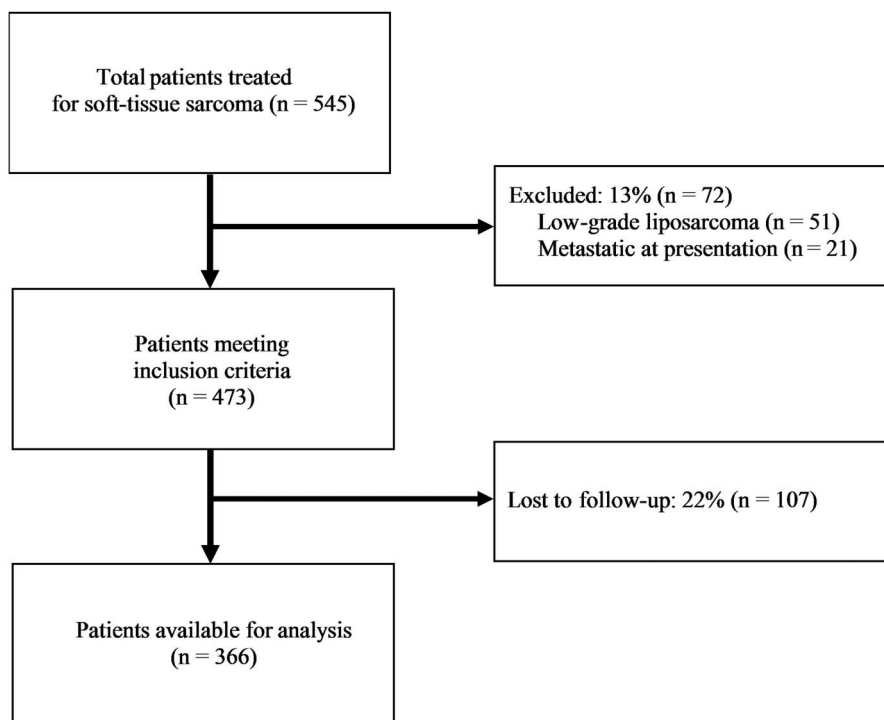 Total patients treated
for soft-tissue sarcoma (n = 545)
Excluded: 13% (n = 72)
Low-grade liposarcoma (n = 51)
Metastatic at presentation (n = 21)
Patients meeting
inclusion criteria
(n = 473)
Lost to follow-up: 22% (n = 107)
Patients available for analysis
(n = 366)